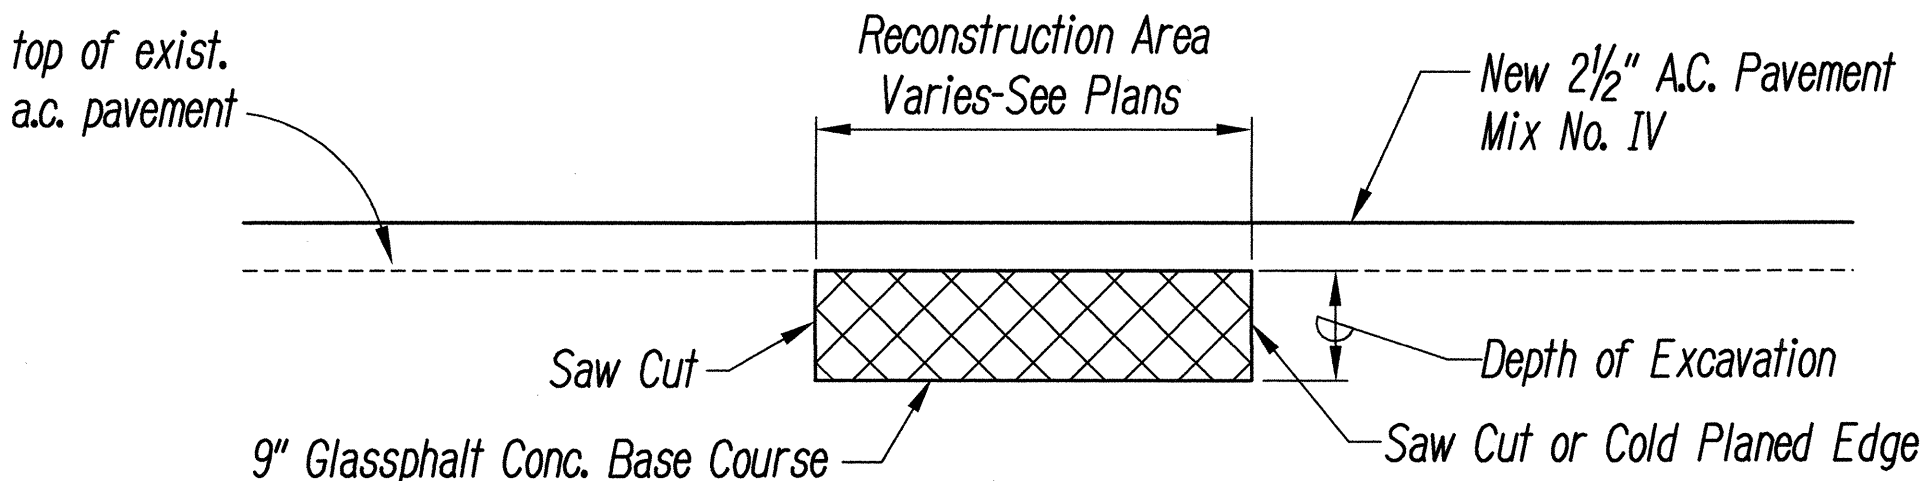 top of exist.
a.c. pavement
Reconstruction Area
Varies-See Plans
New 2½" A.C. Pavement
Mix No. IV
Saw Cut
Depth of Excavation
9" Glassphalt Conc. Base Course
Saw Cut or Cold Planed Edge